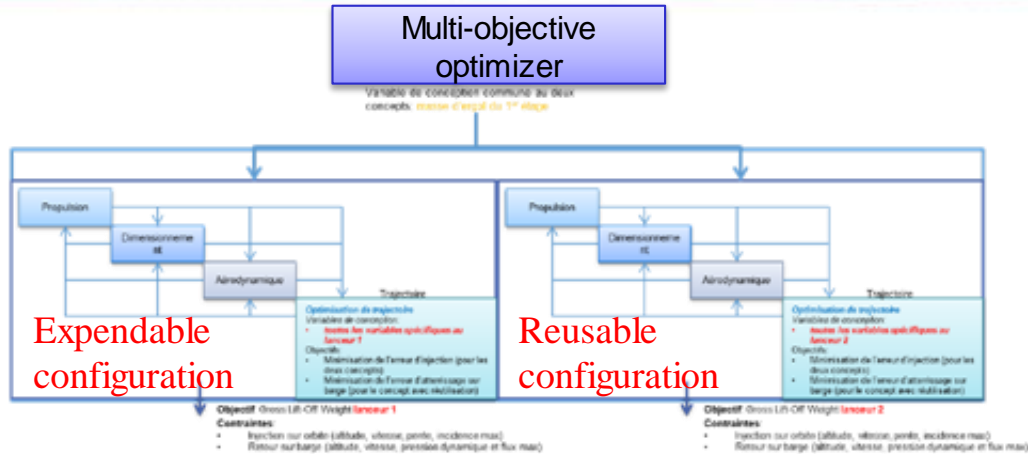 Multi-objective
optimizer
Variable de conception commune au deux
concepts: masse d'ergol du 1er étage
Propulsion
Dimensionneme
nt
Aérodynamique
Trajectoire
Optimisation de trajectoire
Variables de conception:
• toutes les variables spécifiques au
lanceur 1
Objectifs:
• Minimisation de l'erreur d'injection (pour les
deux concepts)
• Minimisation de l'erreur d'atterrissage sur
barge (pour le concept avec réutilisation)
Expendable
configuration
Objectif: Gross Lift-Off Weight lanceur 1
Contraintes:
• Injection sur orbite (altitude, vitesse, pente, incidence max)
• Retour sur barge (altitude, vitesse, pression dynamique et flux max)
Propulsion
Dimensionneme
nt
Aérodynamique
Trajectoire
Optimisation de trajectoire
Variables de conception:
• toutes les variables spécifiques au
lanceur 2
Objectifs:
• Minimisation de l'erreur d'injection (pour les
deux concepts)
• Minimisation de l'erreur d'atterrissage sur
barge (pour le concept avec réutilisation)
Reusable
configuration
Objectif: Gross Lift-Off Weight lanceur 2
Contraintes:
• Injection sur orbite (altitude, vitesse, pente, incidence max)
• Retour sur barge (altitude, vitesse, pression dynamique et flux max)